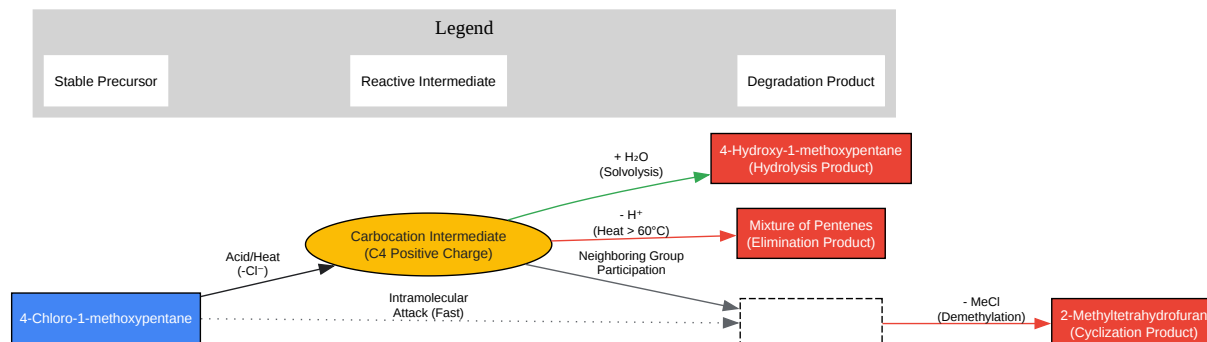 Legend
Stable Precursor
Reactive Intermediate
Degradation Product
4-Hydroxy-1-methoxypentane
(Hydrolysis Product)
+ H₂O
(Solvolysis)
- H⁺
(Heat > 60°C)
Mixture of Pentenes
(Elimination Product)
Carbocation Intermediate
(C4 Positive Charge)
Neighboring Group
Participation
Acid/Heat
(-Cl⁻)
Intramolecular
Attack (Fast)
4-Chloro-1-methoxypentane
- MeCl
(Demethylation)
2-Methyltetrahydrofuran
(Cyclization Product)